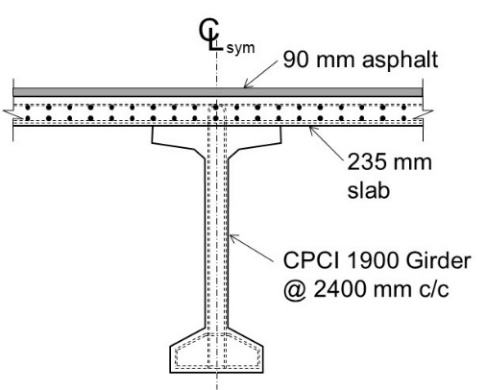 ℄ sym
90 mm asphalt
235 mm
slab
CPCI 1900 Girder
@ 2400 mm c/c